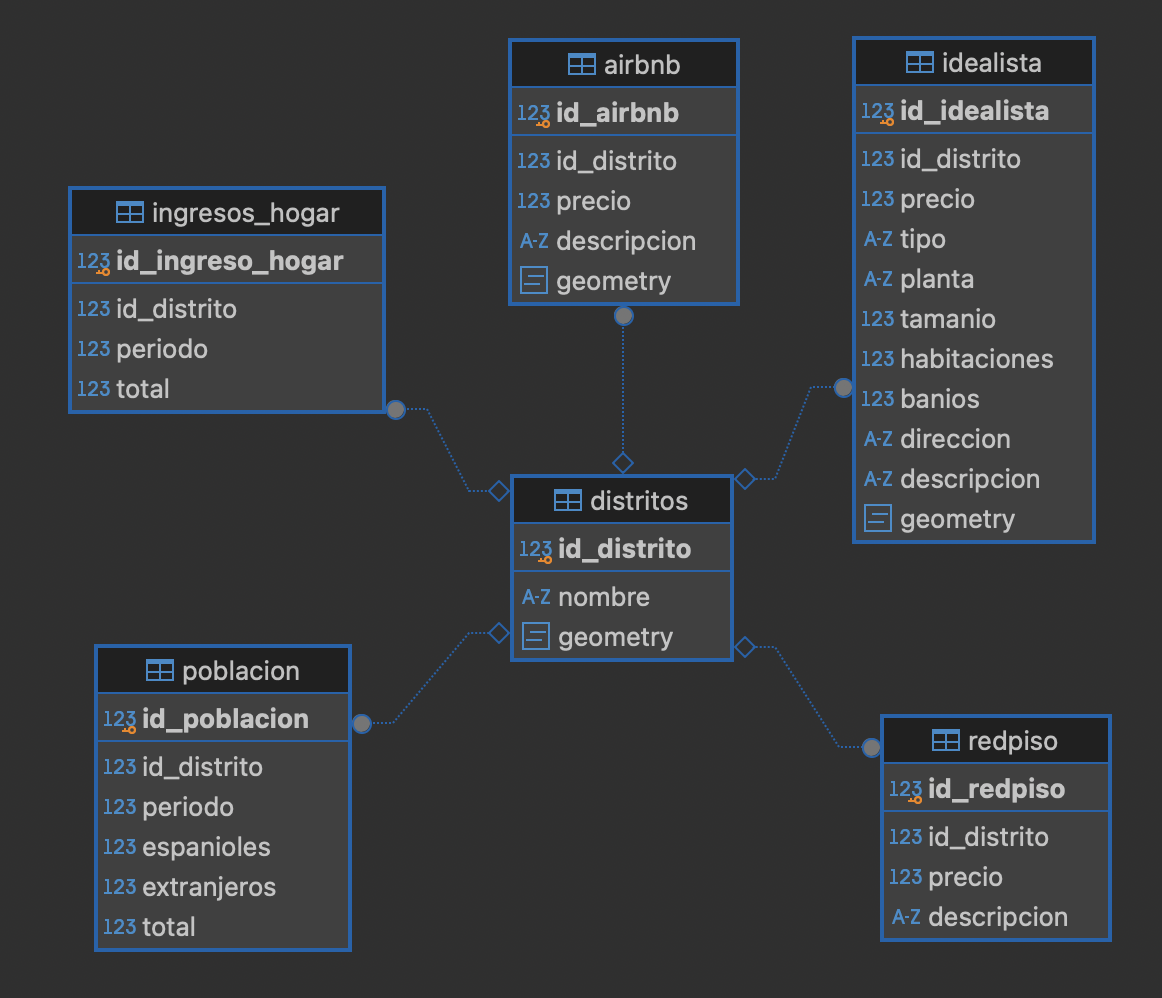 airbnb
123 id_airbnb
123 id_distrito
123 precio
A-Z descripcion
geometry
idealista
123 id_idealista
123 id_distrito
123 precio
A-Z tipo
A-Z planta
123 tamanio
123 habitaciones
123 banios
A-Z direccion
A-Z descripcion
geometry
ingresos_hogar
123 id_ingreso_hogar
123 id_distrito
123 periodo
123 total
distritos
123 id_distrito
A-Z nombre
geometry
poblacion
123 id_poblacion
123 id_distrito
123 periodo
123 espanioles
123 extranjeros
123 total
redpiso
123 id_redpiso
123 id_distrito
123 precio
A-Z descripcion